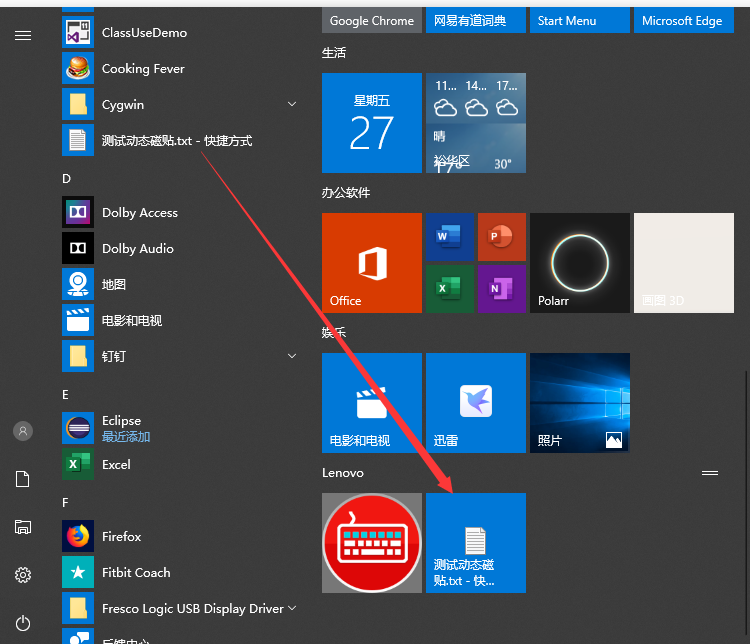 ClassUseDemo
Cooking Fever
Cygwin
测试动态磁贴.txt - 快捷方式
D
Dolby Access
Dolby Audio
地图
电影和电视
钉钉
E
Eclipse
最近添加
Excel
F
Firefox
Fitbit Coach
Fresco Logic USB Display Driver
反馈中心
Google Chrome
网易有道词典
Start Menu
Microsoft Edge
生活
星期五
27
11...
14...
17...
晴
裕华区
17°
30°
办公软件
Office
W
P
X
N
Polarr
画图 3D
娱乐
电影和电视
迅雷
照片
Lenovo
测试动态磁
贴.txt - 快...